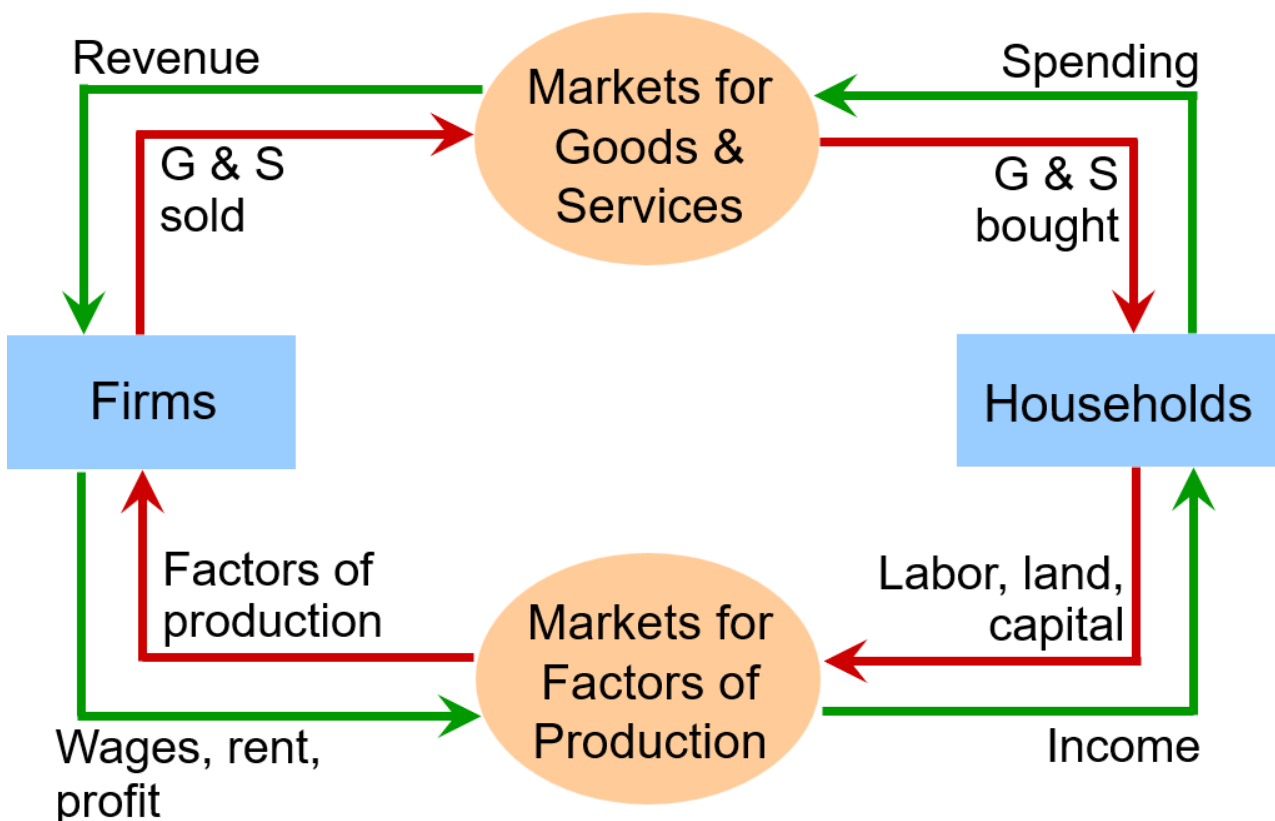 Revenue
Spending
Markets for
Goods &
Services
G & S
sold
G & S
bought
Firms
Households
Factors of
production
Labor, land,
capital
Markets for
Factors of
Production
Wages, rent,
profit
Income